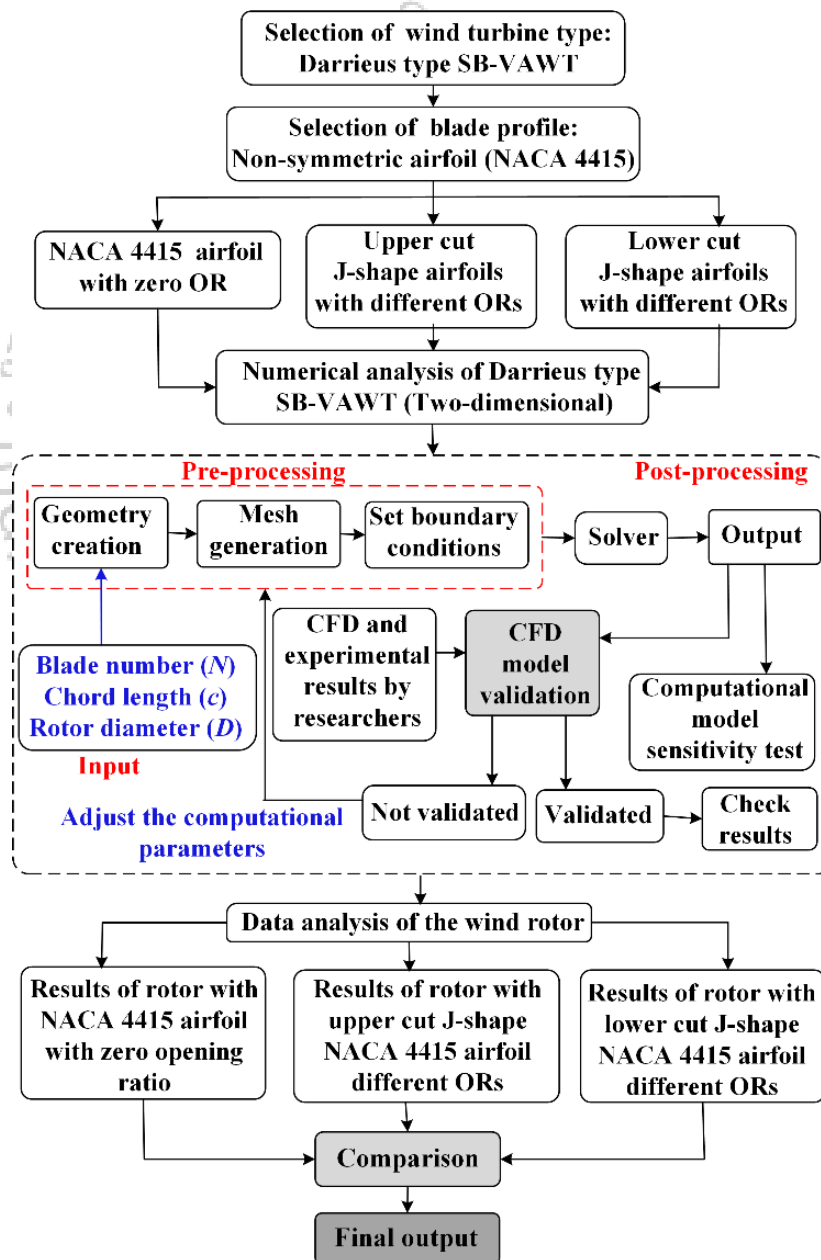 Selection of wind turbine type:
Darrieus type SB-VAWT
Selection of blade profile:
Non-symmetric airfoil (NACA 4415)
NACA 4415 airfoil
with zero OR
Upper cut
J-shape airfoils
with different ORs
Lower cut
J-shape airfoils
with different ORs
Numerical analysis of Darrieus type
SB-VAWT (Two-dimensional)
Pre-processing
Post-processing
Geometry
creation
Mesh
generation
Set boundary
conditions
Solver
Output
Blade number (N)
Chord length (c)
Rotor diameter (D)
Input
CFD and
experimental
results by
researchers
CFD
model
validation
Computational
model
sensitivity test
Adjust the computational
parameters
Not validated
Validated
Check
results
Data analysis of the wind rotor
Results of rotor with
NACA 4415 airfoil
with zero opening
ratio
Results of rotor with
upper cut J-shape
NACA 4415 airfoil
different ORs
Results of rotor with
lower cut J-shape
NACA 4415 airfoil
different ORs
Comparison
Final output